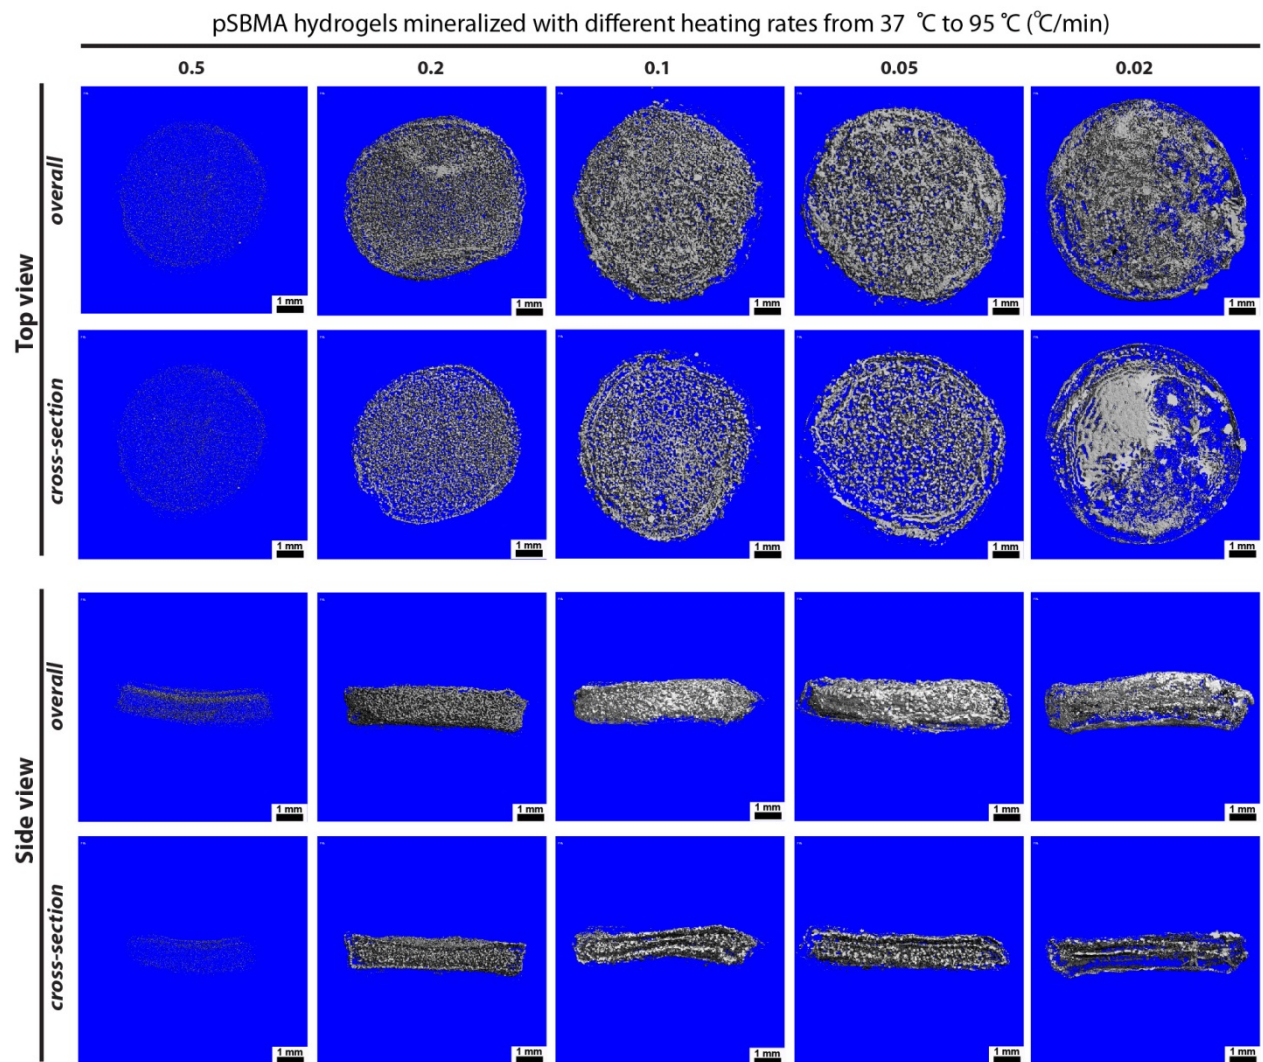 pSBMA hydrogels mineralized with different heating rates from 37 °C to 95 °C (°C/min)
0.5 0.2 0.1 0.05 0.02
Top view
overall
1 mm 1 mm 1 mm 1 mm 1 mm
cross-section
1 mm 1 mm 1 mm 1 mm 1 mm
Side view
overall
1 mm 1 mm 1 mm 1 mm 1 mm
cross-section
1 mm 1 mm 1 mm 1 mm 1 mm